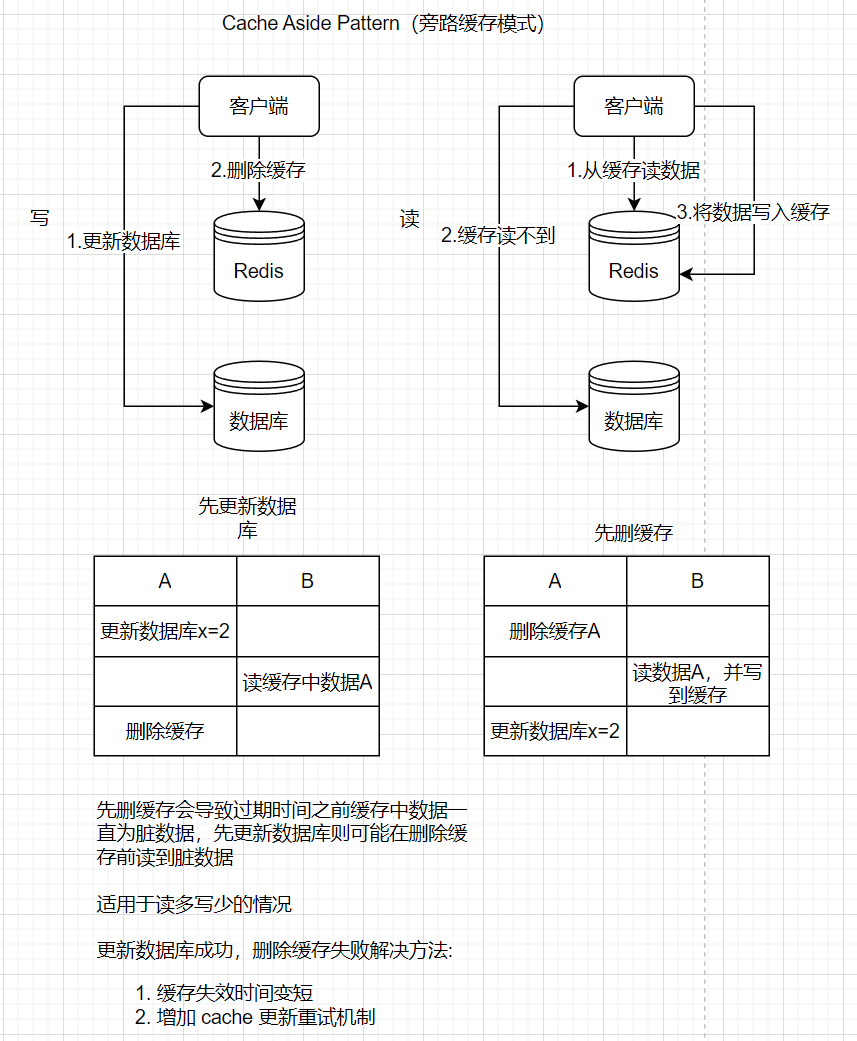 Cache Aside Pattern（旁路缓存模式）
客户端
2.删除缓存
写
1.更新数据库
Redis
数据库
客户端
1.从缓存读数据
读
3.将数据写入缓存
2.缓存读不到
Redis
数据库
先更新数据
库
A B
更新数据库x=2
读缓存中数据A
删除缓存
先删缓存
A B
删除缓存A
读数据A，并写
到缓存
更新数据库x=2
先删缓存会导致过期时间之前缓存中数据一
直为脏数据，先更新数据库则可能在删除缓
存前读到脏数据
适用于读多写少的情况
更新数据库成功，删除缓存失败解决方法:
1. 缓存失效时间变短
2. 增加 cache 更新重试机制